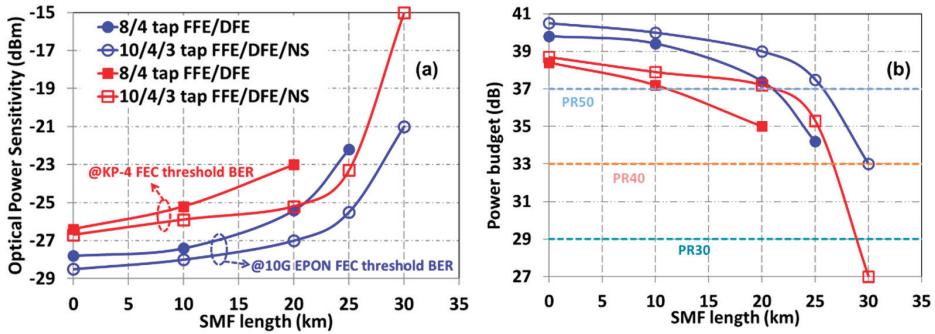 -15
-17
-19
-21
-23
-25
-27
-29
Optical Power Sensitivity (dBm)
8/4 tap FFE/DFE
10/4/3 tap FFE/DFE/NS
8/4 tap FFE/DFE
10/4/3 tap FFE/DFE/NS
(a)
@KP-4 FEC
threshold BER
@10G EPON FEC threshold BER
0 5 10 15 20 25 30 35
SMF length (km)
41
39
37
35
33
31
29
27
Power budget (dB)
(b)
PR50
PR40
PR30
0 5 10 15 20 25 30 35
SMF length (km)